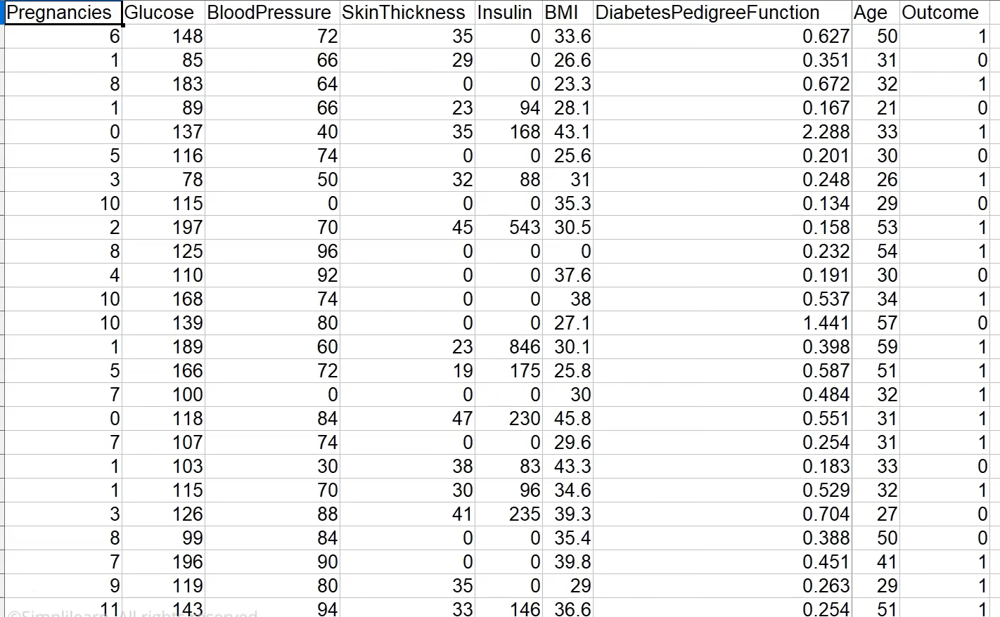 Pregnancies Glucose BloodPressure SkinThickness Insulin BMI DiabetesPedigreeFunction Age Outcome
6 148 72 35 0 33.6 0.627 50 1
1 85 66 29 0 26.6 0.351 31 0
8 183 64 0 0 23.3 0.672 32 1
1 89 66 23 94 28.1 0.167 21 0
0 137 40 35 168 43.1 2.288 33 1
5 116 74 0 0 25.6 0.201 30 0
3 78 50 32 88 31 0.248 26 1
10 115 0 0 0 35.3 0.134 29 0
2 197 70 45 543 30.5 0.158 53 1
8 125 96 0 0 0 0.232 54 1
4 110 92 0 0 37.6 0.191 30 0
10 168 74 0 0 38 0.537 34 1
10 139 80 0 0 27.1 1.441 57 0
1 189 60 23 846 30.1 0.398 59 1
5 166 72 19 175 25.8 0.587 51 1
7 100 0 0 0 30 0.484 32 1
0 118 84 47 230 45.8 0.551 31 1
7 107 74 0 0 29.6 0.254 31 1
1 103 30 38 83 43.3 0.183 33 0
1 115 70 30 96 34.6 0.529 32 1
3 126 88 41 235 39.3 0.704 27 0
8 99 84 0 0 35.4 0.388 50 0
7 196 90 0 0 39.8 0.451 41 1
9 119 80 35 0 29 0.263 29 1
11 143 94 33 146 36.6 0.254 51 1
©Simplilearn. All rights reserved